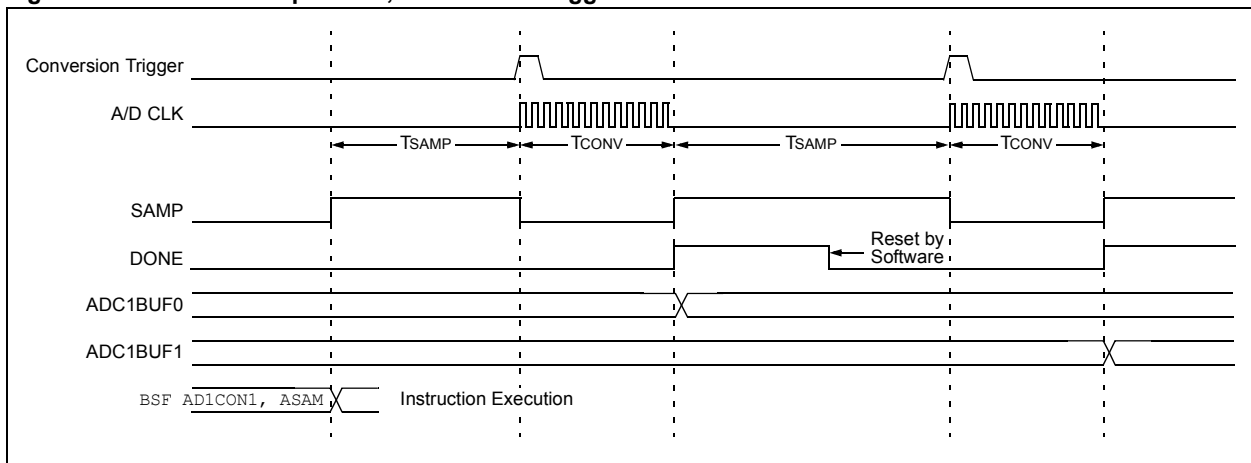 Conversion Trigger
A/D CLK
TSAMP
TCONV
TSAMP
TCONV
SAMP
DONE
Reset by
Software
ADC1BUF0
ADC1BUF1
BSF AD1CON1, ASAM
Instruction Execution